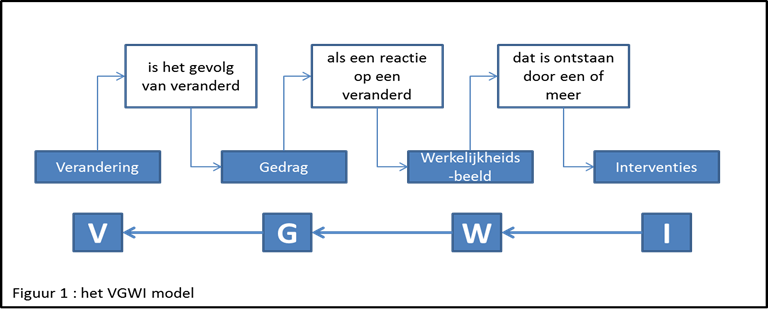 is het gevolg
van veranderd
als een reactie
op een
veranderd
dat is ontstaan
door een of
meer
Verandering
Gedrag
Werkelijkheids
-beeld
Interventies
V
G
W
I
Figuur 1 : het VGWI model